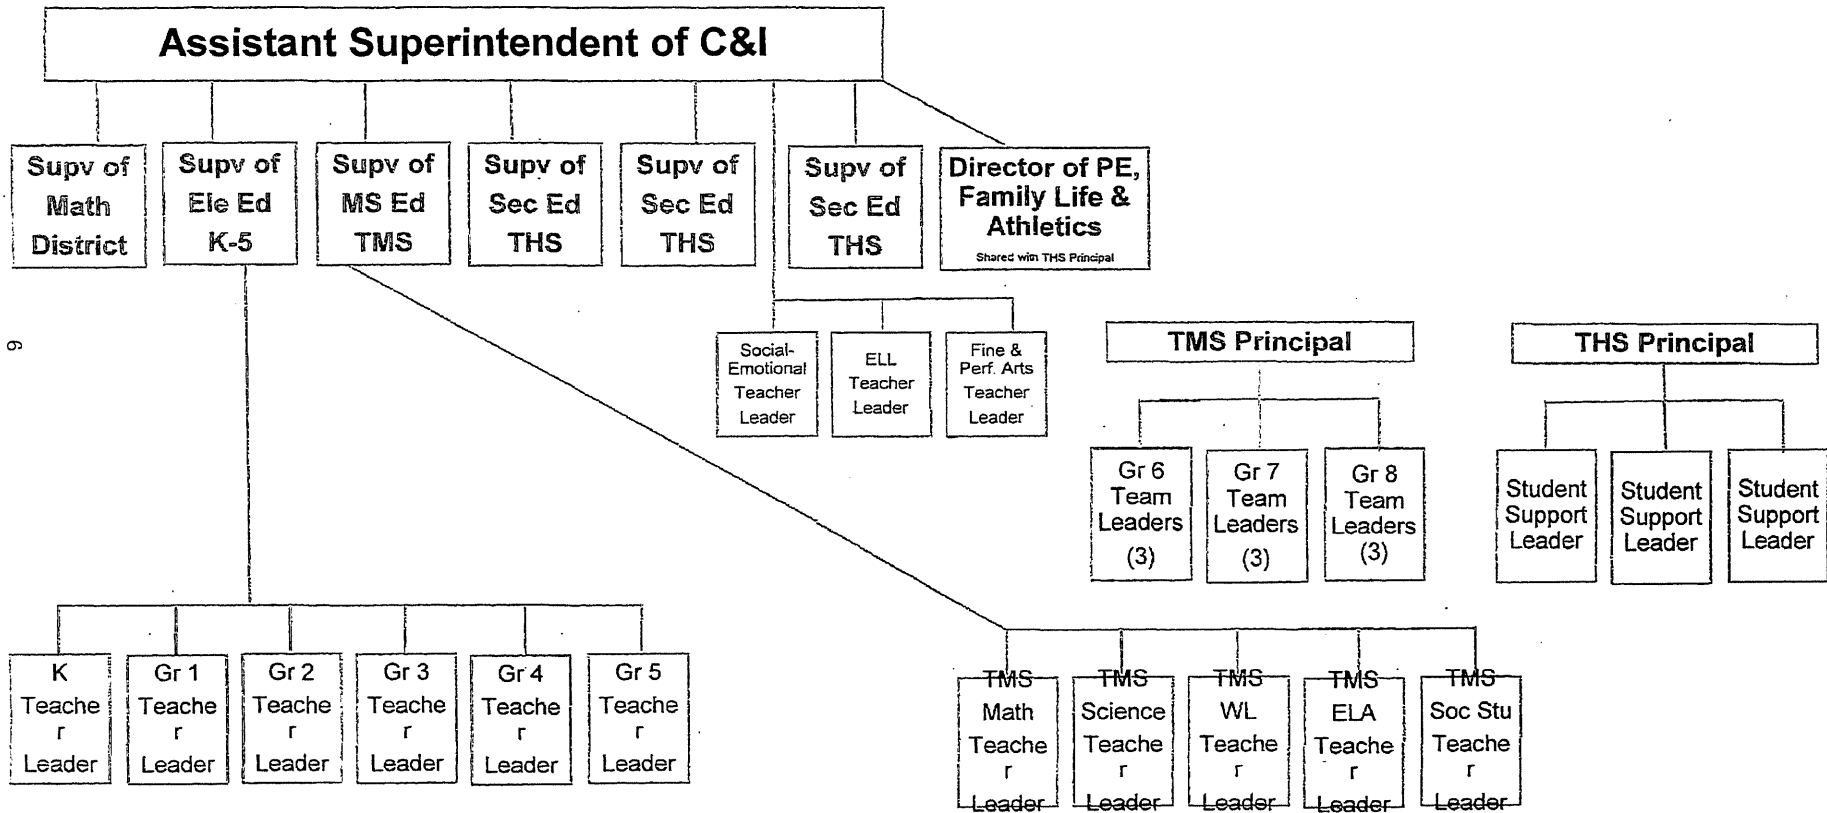 Assistant Superintendent of C&I
Supv of
Math
District
Supv of
Ele Ed
K-5
Supv of
MS Ed
TMS
Supv of
Sec Ed
THS
Supv of
Sec Ed
THS
Supv of
Sec Ed
THS
Director of PE,
Family Life &
Athletics
Shared with THS Principal
6
Social-
Emotional
Teacher
Leader
ELL
Teacher
Leader
Fine &
Perf. Arts
Teacher
Leader
TMS Principal
THS Principal
Gr 6
Team
Leaders
(3)
Gr 7
Team
Leaders
(3)
Gr 8
Team
Leaders
(3)
Student
Support
Leader
Student
Support
Leader
Student
Support
Leader
K
Teache
r
Leader
Gr 1
Teache
r
Leader
Gr 2
Teache
r
Leader
Gr 3
Teache
r
Leader
Gr 4
Teache
r
Leader
Gr 5
Teache
r
Leader
TMS
Math
Teache
r
Leader
TMS
Science
Teache
r
Leader
TMS
WL
Teache
r
Leader
TMS
ELA
Teache
r
Leader
TMS
Soc Stu
Teache
r
Leader